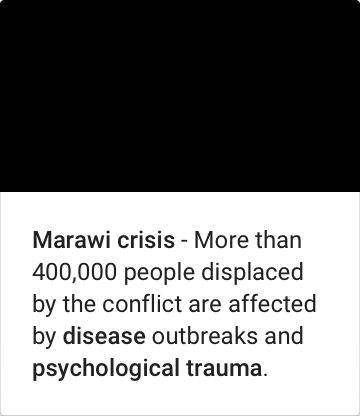 Marawi crisis - More than
400,000 people displaced
by the conflict are affected
by disease outbreaks and
psychological trauma.